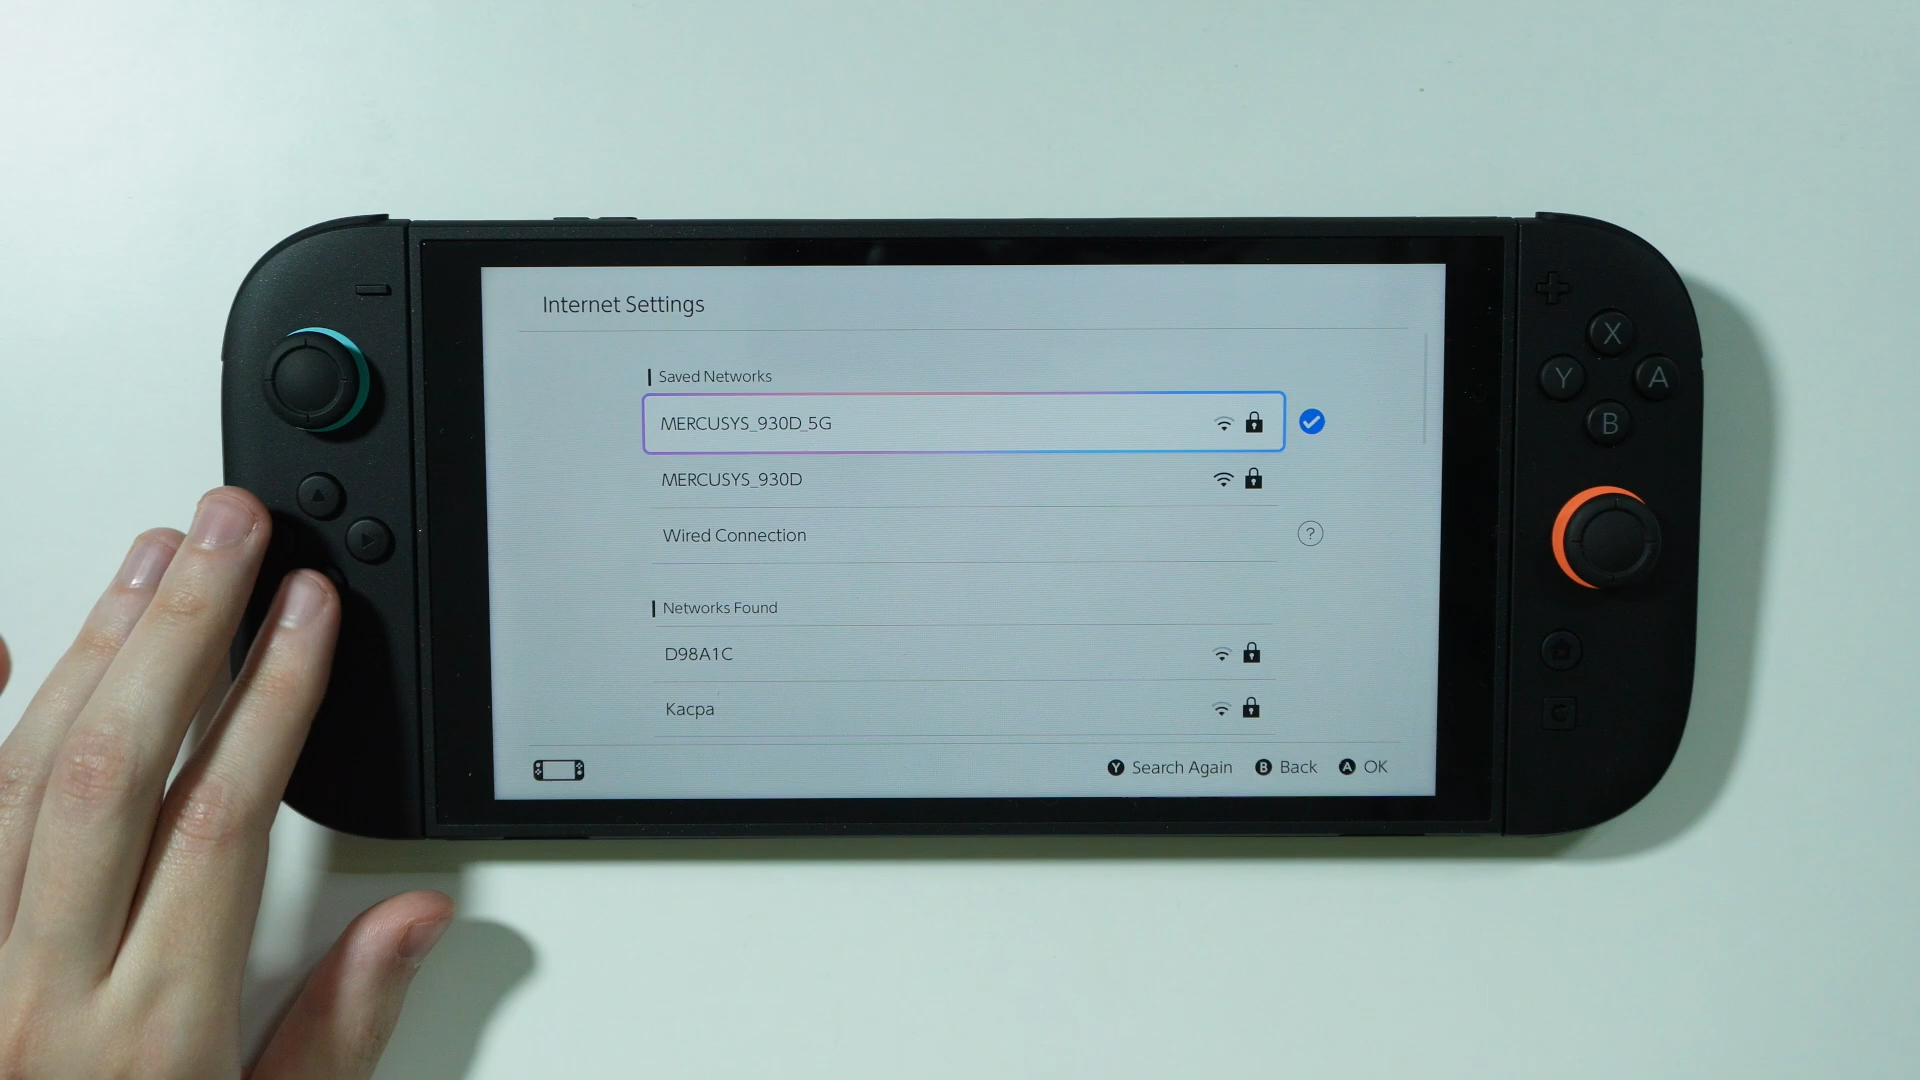 Internet Settings
Saved Networks
MERCUSYS_930D_5G
MERCUSYS_930D
Wired Connection
?
Networks Found
D98A1C
Kacpa
Y Search Again B Back A OK
X
Y A
B
C